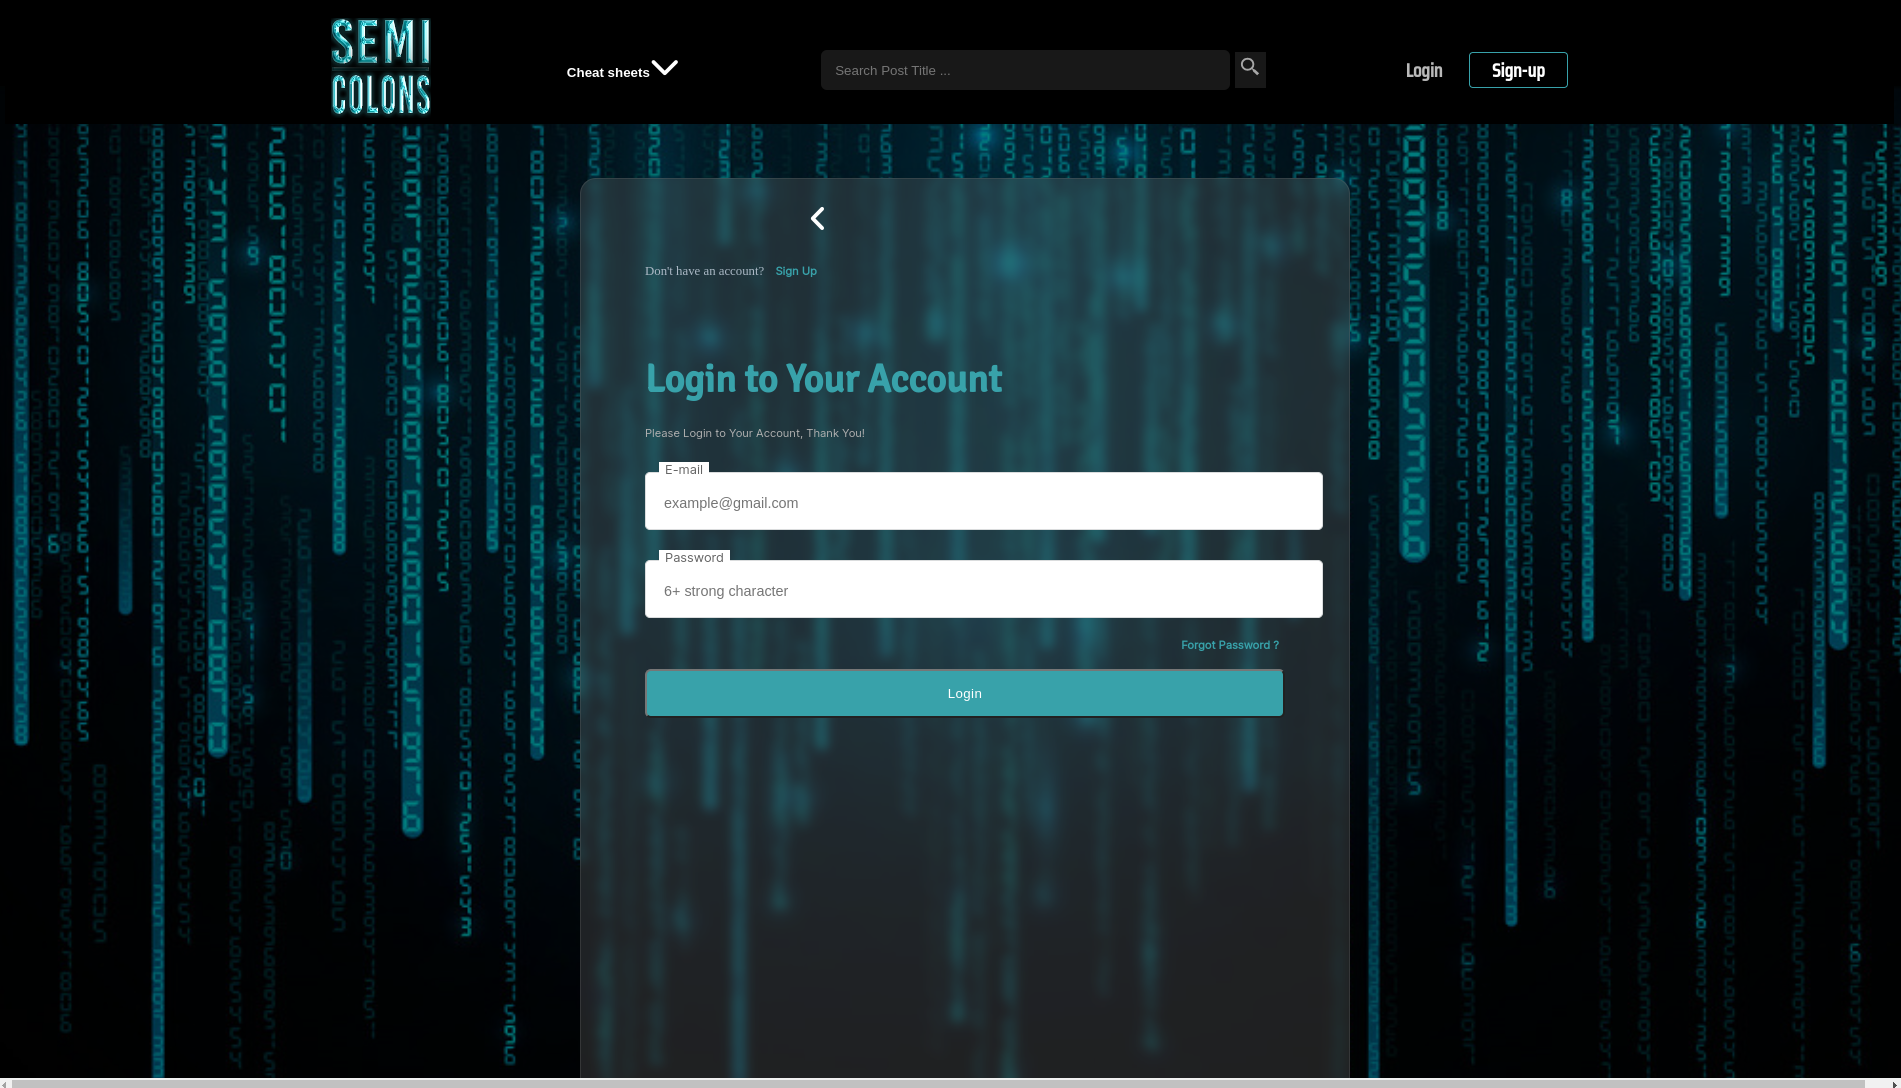 SEMI
COLONS
Cheat sheets
Search Post Title ...
Login
Sign-up
Don't have an account? Sign Up
Login to Your Account
Please Login to Your Account, Thank You!
E-mail
example@gmail.com
Password
6+ strong character
Forgot Password ?
Login